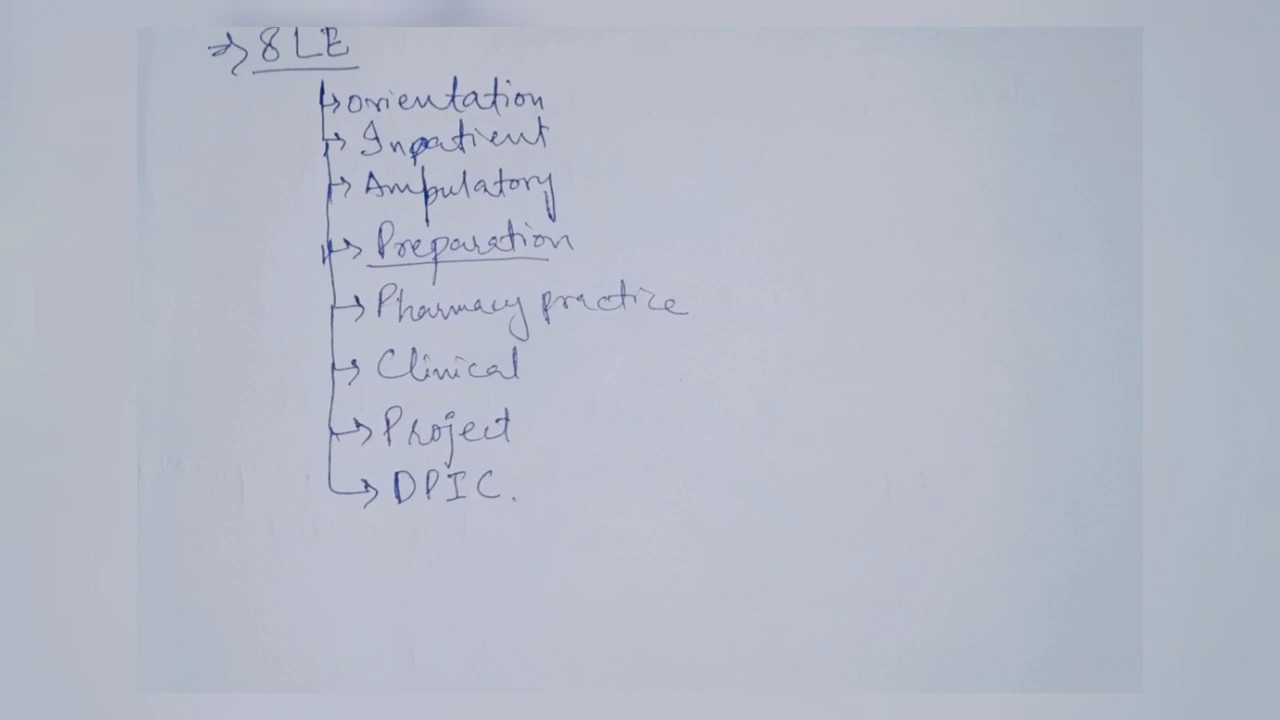 ⇒ 8 LE
→ Orientation
→ Inpatient
→ Ambulatory
→ Preparation
→ Pharmacy practice
→ Clinical
→ Project
→ DPIC.